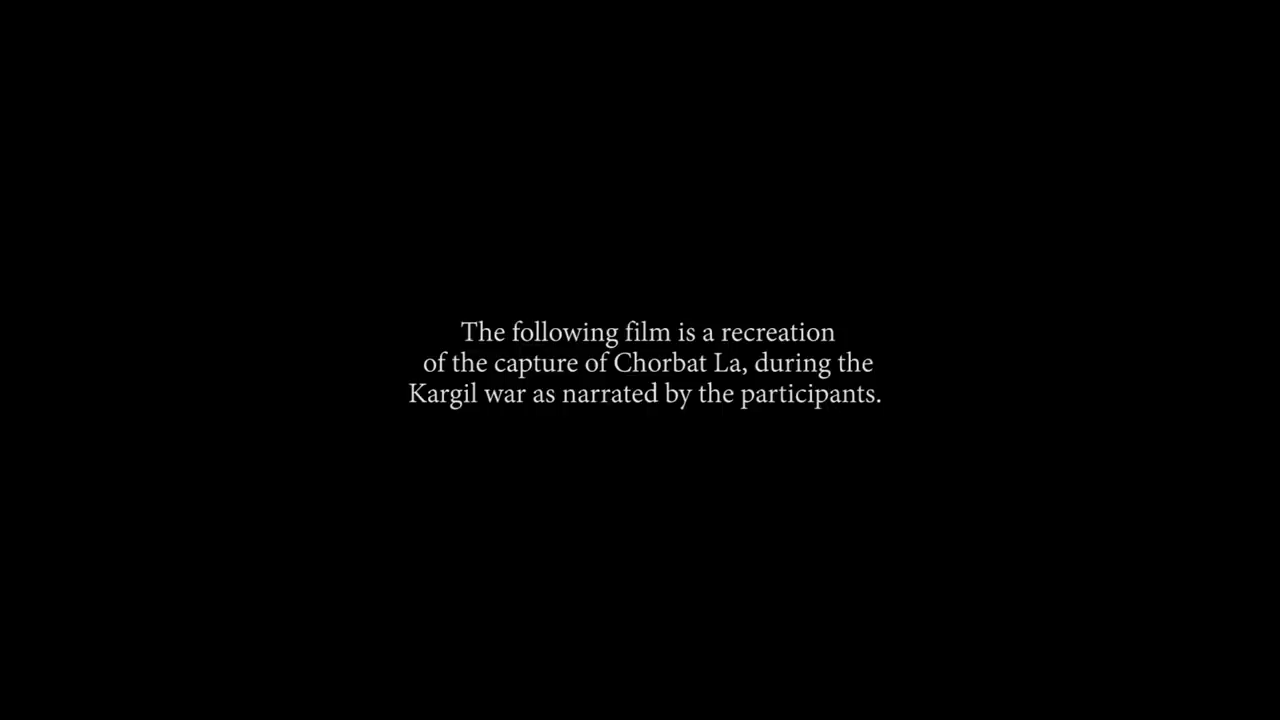 The following film is a recreation
of the capture of Chorbat La, during the
Kargil war as narrated by the participants.